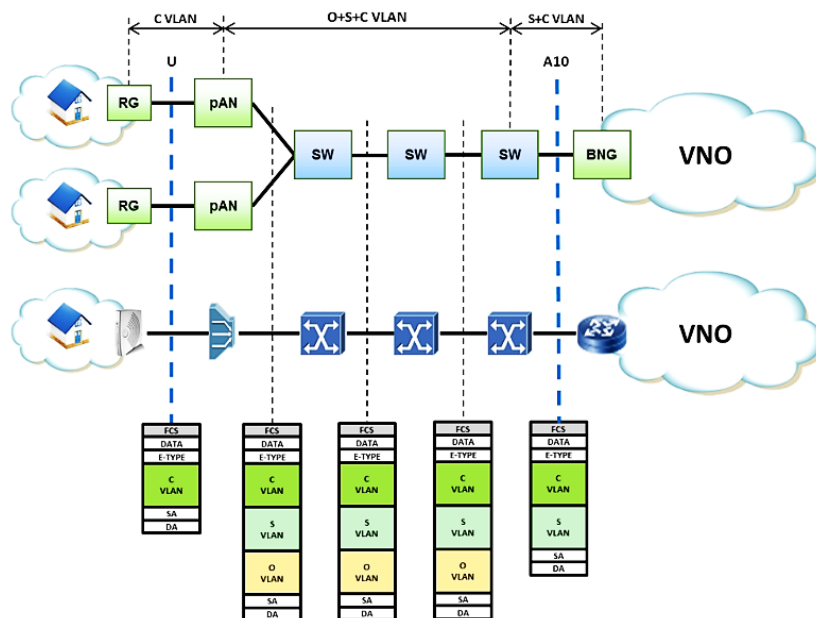 C VLAN
O+S+C VLAN
S+C VLAN
U
A10
RG
pAN
SW
SW
SW
BNG
VNO
RG
pAN
VNO
FCS
DATA
E-TYPE
C
VLAN
SA
DA
FCS
DATA
E-TYPE
C
VLAN
S
VLAN
O
VLAN
SA
DA
FCS
DATA
E-TYPE
C
VLAN
S
VLAN
O
VLAN
SA
DA
FCS
DATA
E-TYPE
C
VLAN
S
VLAN
O
VLAN
SA
DA
FCS
DATA
E-TYPE
C
VLAN
S
VLAN
SA
DA